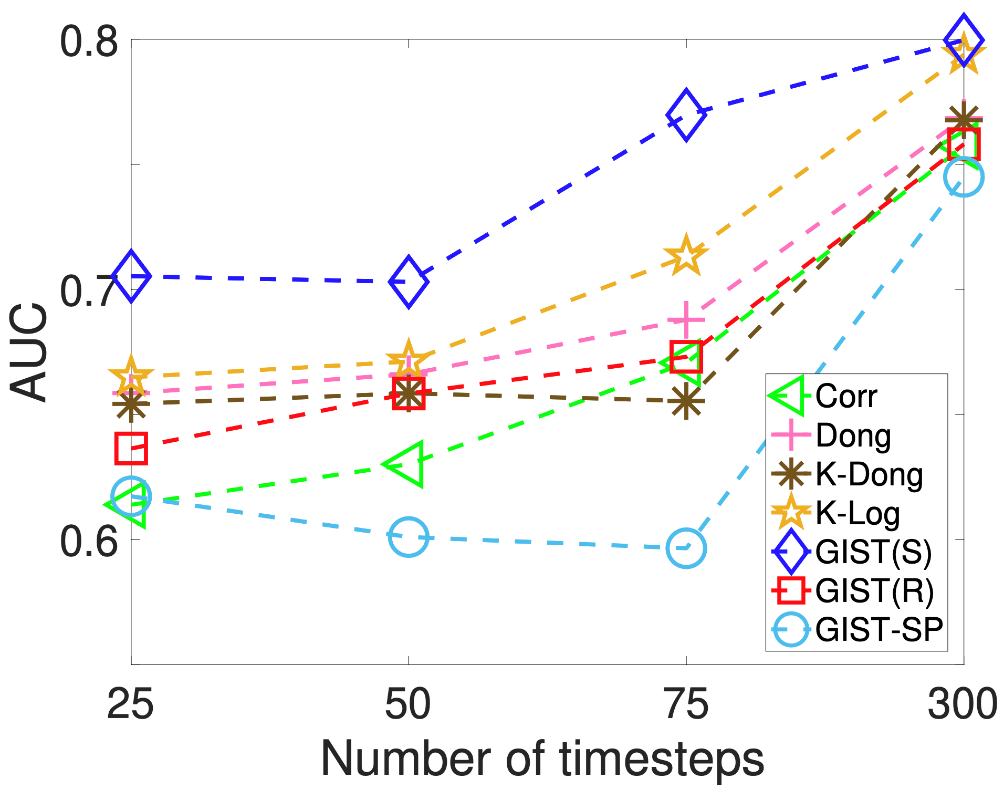 0.8
0.7
0.6
AUC
Corr
Dong
K-Dong
K-Log
GIST(S)
GIST(R)
GIST-SP
25 50 75 300
Number of timesteps